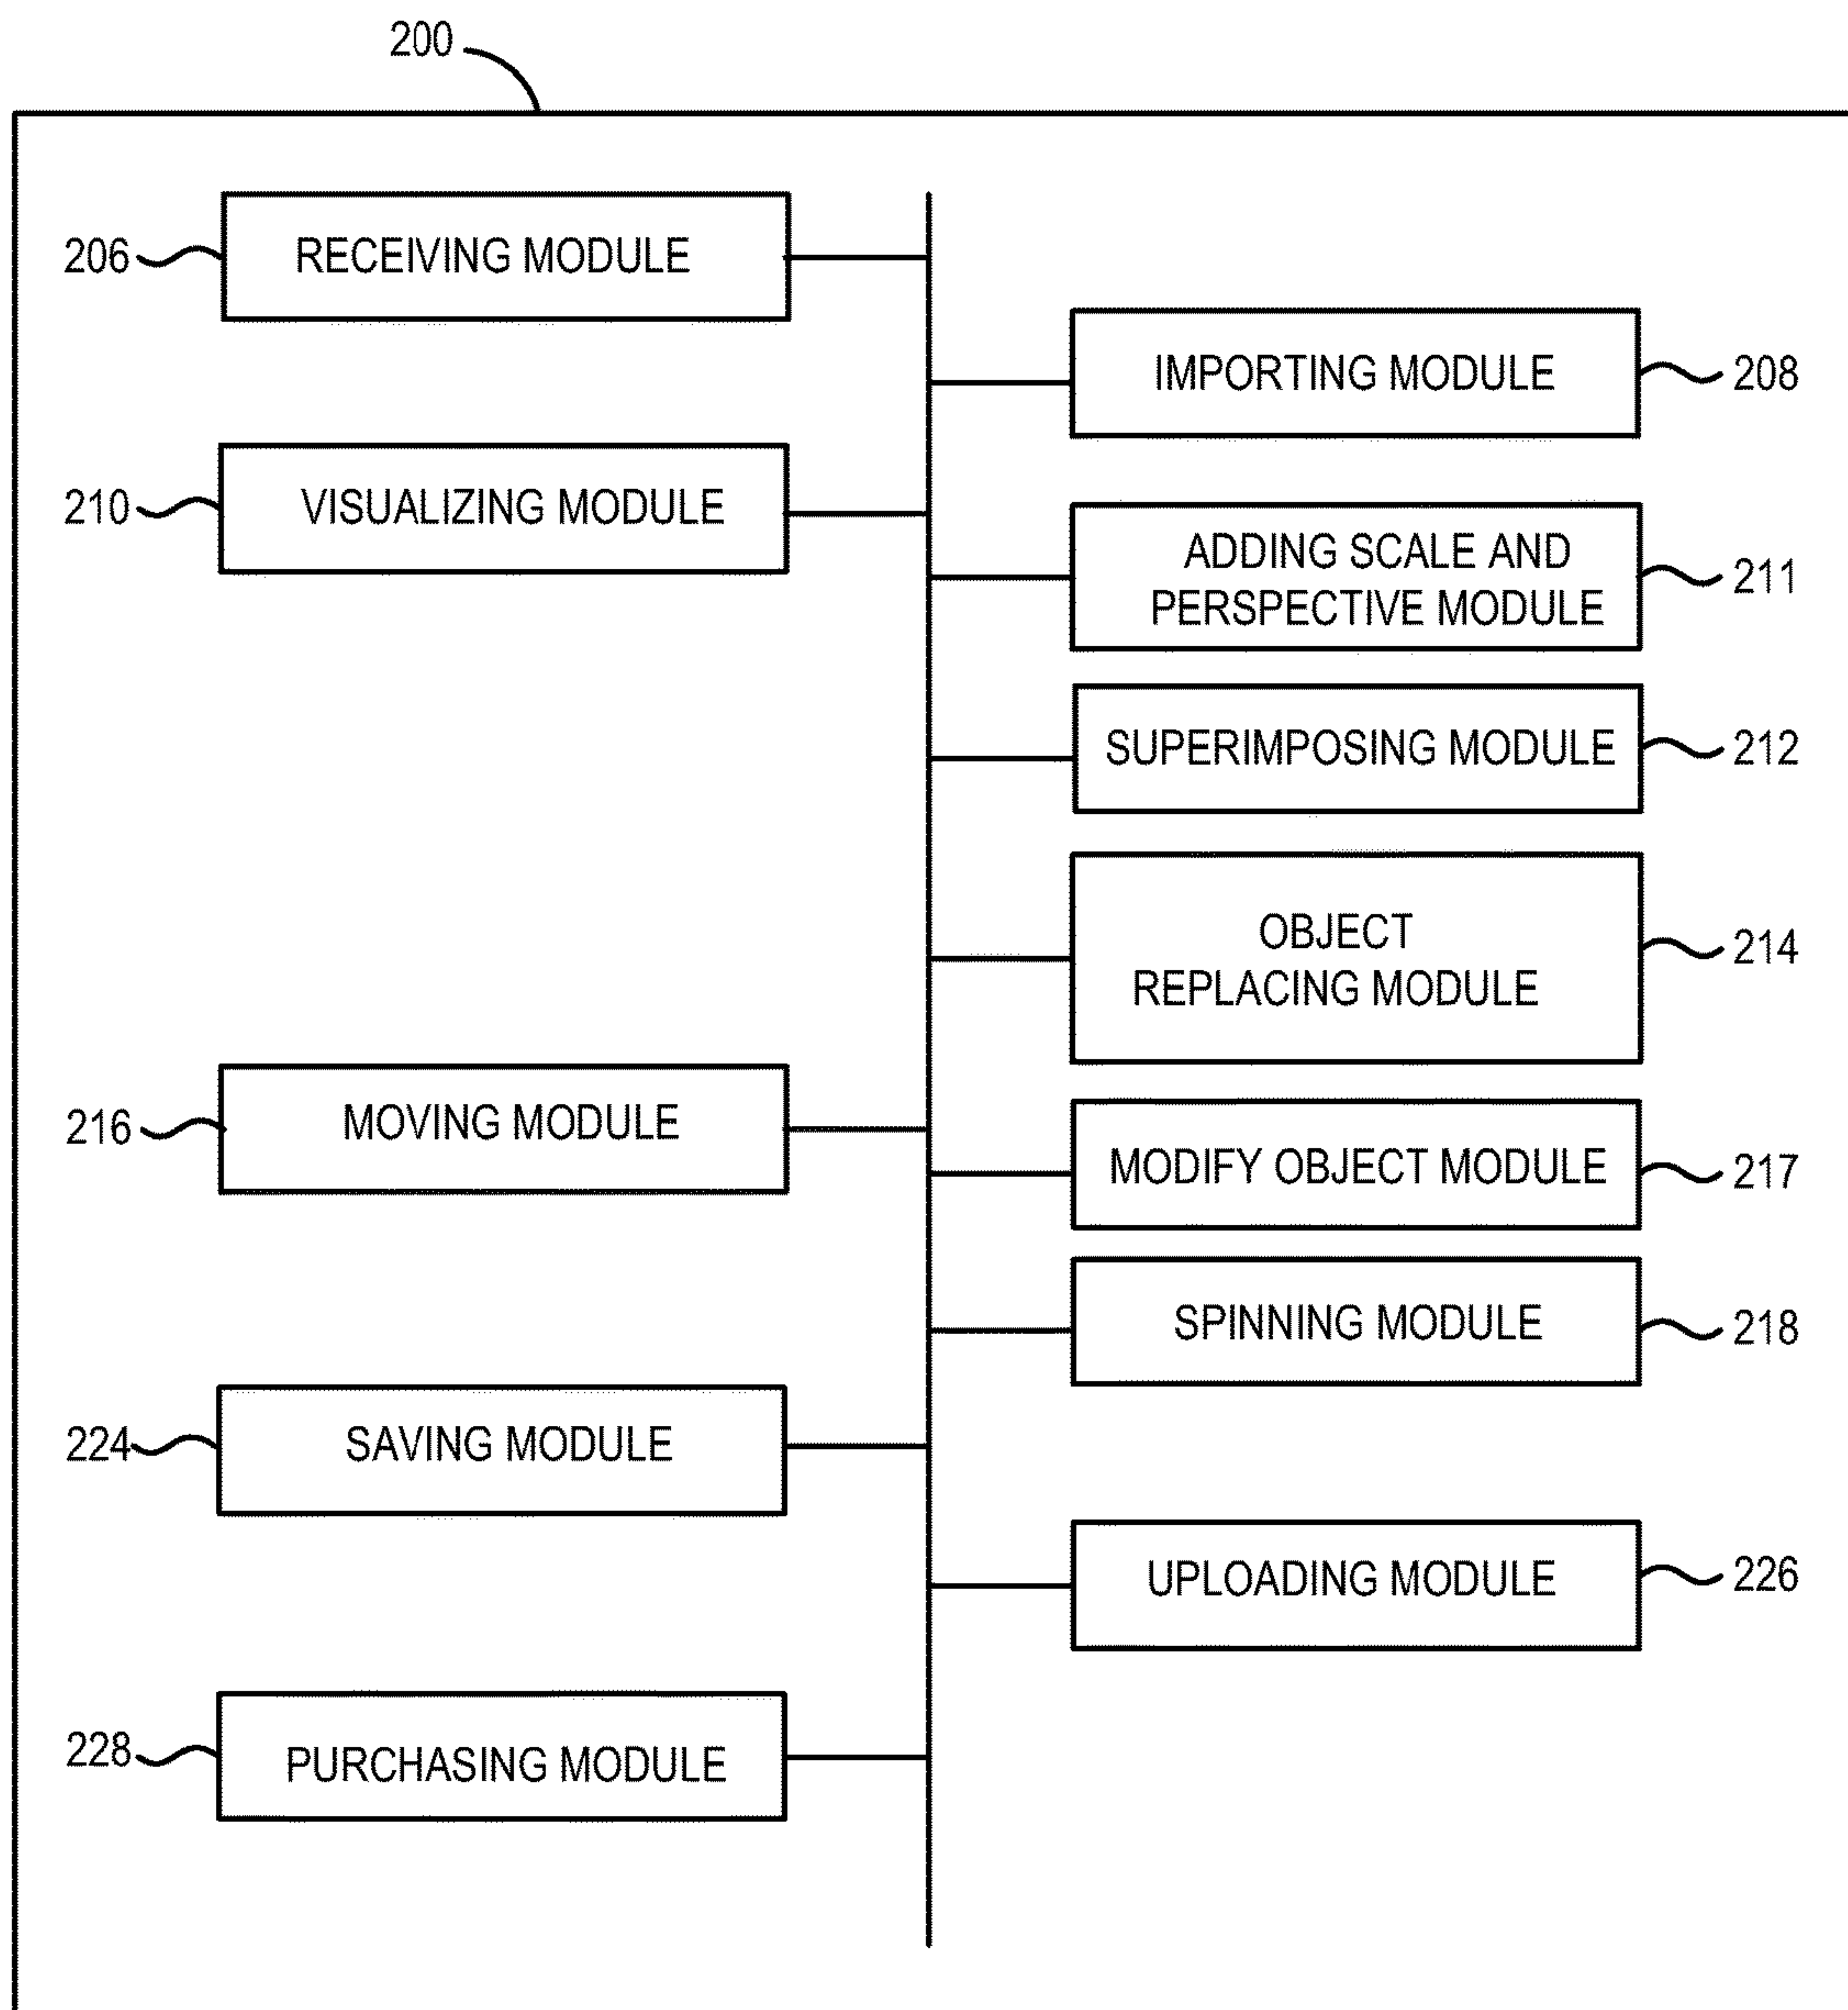 200
206
RECEIVING MODULE
IMPORTING MODULE
208
210
VISUALIZING MODULE
ADDING SCALE AND
PERSPECTIVE MODULE
211
SUPERIMPOSING MODULE
212
OBJECT
REPLACING MODULE
214
216
MOVING MODULE
MODIFY OBJECT MODULE
217
SPINNING MODULE
218
224
SAVING MODULE
UPLOADING MODULE
226
228
PURCHASING MODULE